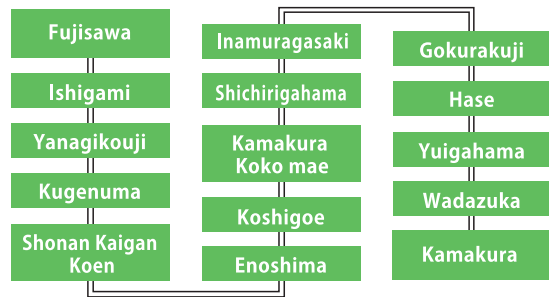 Fujisawa
Ishigami
Yanagikouji
Kugenuma
Shonan Kaigan
Koen
Inamuragasaki
Shichirigahama
Kamakura
Koko mae
Koshigoe
Enoshima
Gokurakuji
Hase
Yuigahama
Wadazuka
Kamakura